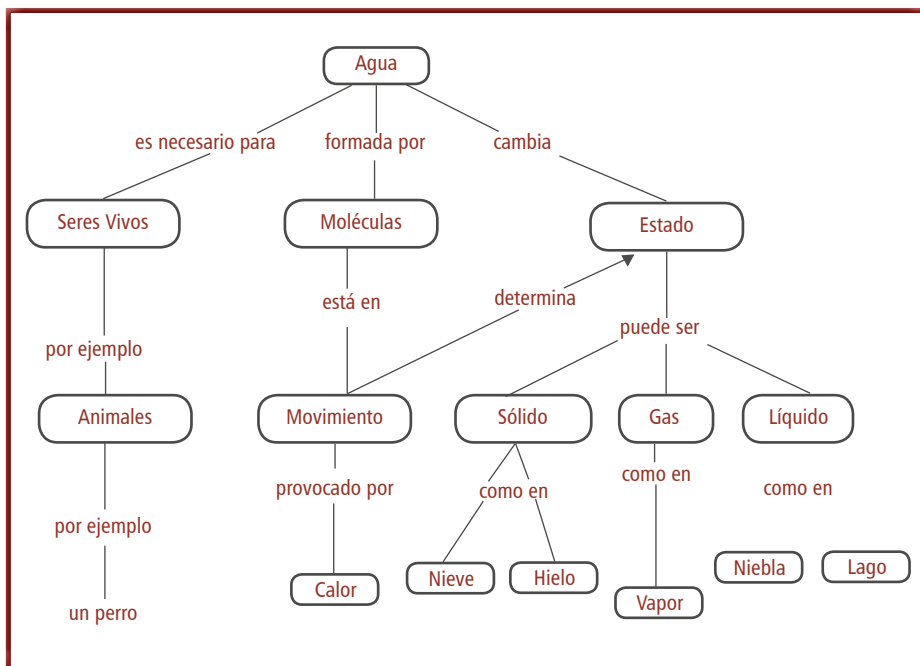 Agua
es necesario para formada por cambia
Seres Vivos Moléculas Estado
está en determina
por ejemplo puede ser
Animales Movimiento Sólido Gas Líquido
provocado por como en como en como en
por ejemplo
Calor Nieve Hielo Vapor Niebla Lago
un perro